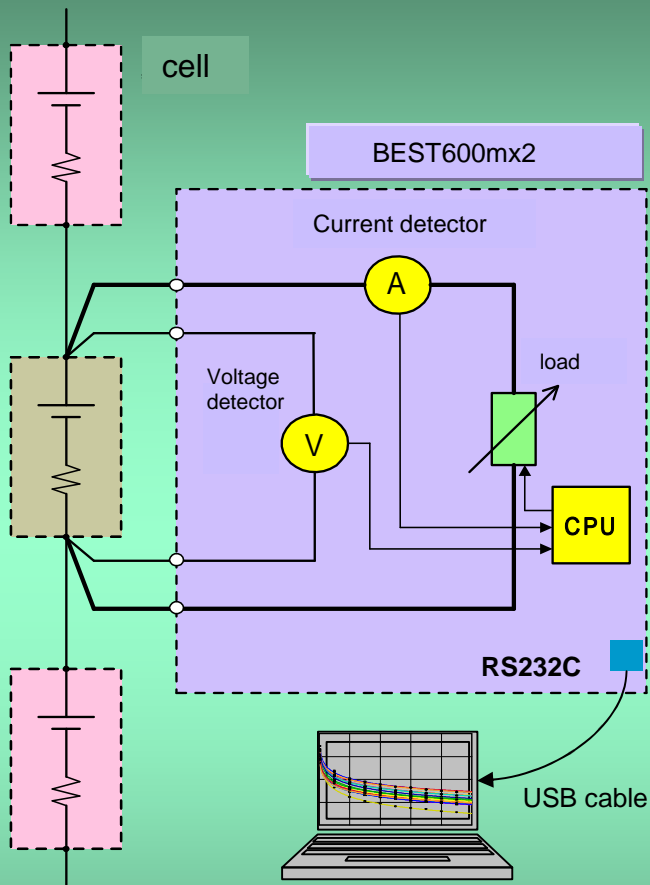 cell
BEST600mx2
Current detector
A
load
Voltage
detector
V
CPU
RS232C
USB cable